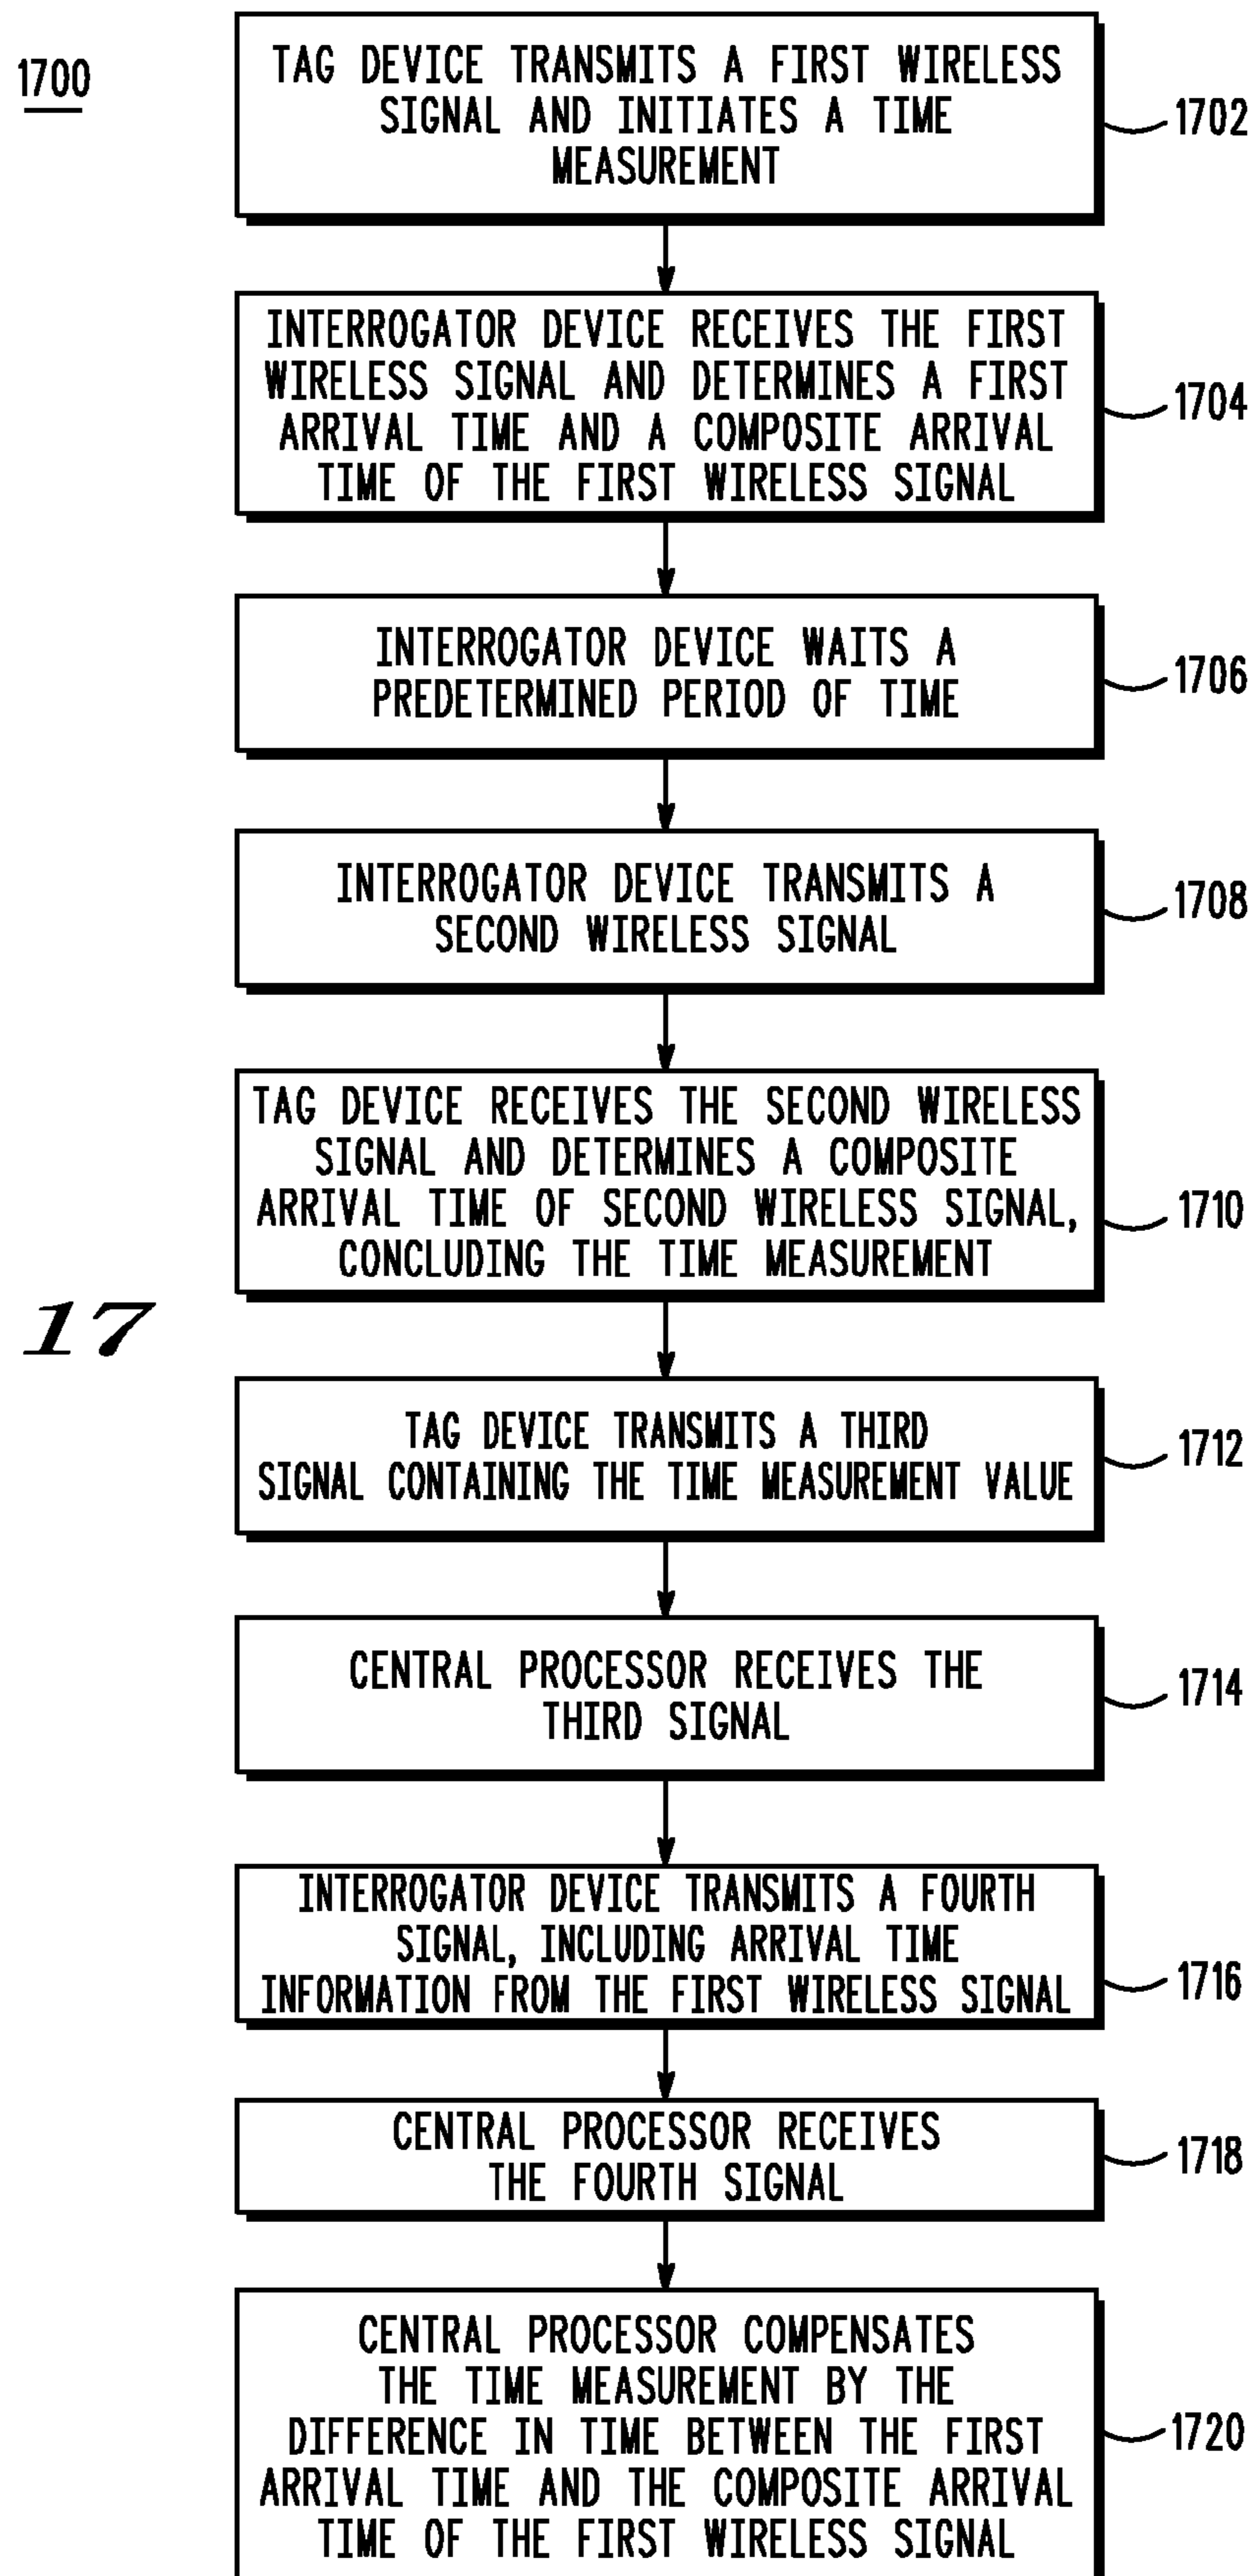 1700
TAG DEVICE TRANSMITS A FIRST WIRELESS
SIGNAL AND INITIATES A TIME
MEASUREMENT
1702
INTERROGATOR DEVICE RECEIVES THE FIRST
WIRELESS SIGNAL AND DETERMINES A FIRST
ARRIVAL TIME AND A COMPOSITE ARRIVAL
TIME OF THE FIRST WIRELESS SIGNAL
1704
INTERROGATOR DEVICE WAITS A
PREDETERMINED PERIOD OF TIME
1706
INTERROGATOR DEVICE TRANSMITS A
SECOND WIRELESS SIGNAL
1708
TAG DEVICE RECEIVES THE SECOND WIRELESS
SIGNAL AND DETERMINES A COMPOSITE
ARRIVAL TIME OF SECOND WIRELESS SIGNAL,
CONCLUDING THE TIME MEASUREMENT
1710
17
TAG DEVICE TRANSMITS A THIRD
SIGNAL CONTAINING THE TIME MEASUREMENT VALUE
1712
CENTRAL PROCESSOR RECEIVES THE
THIRD SIGNAL
1714
INTERROGATOR DEVICE TRANSMITS A FOURTH
SIGNAL, INCLUDING ARRIVAL TIME
INFORMATION FROM THE FIRST WIRELESS SIGNAL
1716
CENTRAL PROCESSOR RECEIVES
THE FOURTH SIGNAL
1718
CENTRAL PROCESSOR COMPENSATES
THE TIME MEASUREMENT BY THE
DIFFERENCE IN TIME BETWEEN THE FIRST
ARRIVAL TIME AND THE COMPOSITE ARRIVAL
TIME OF THE FIRST WIRELESS SIGNAL
1720